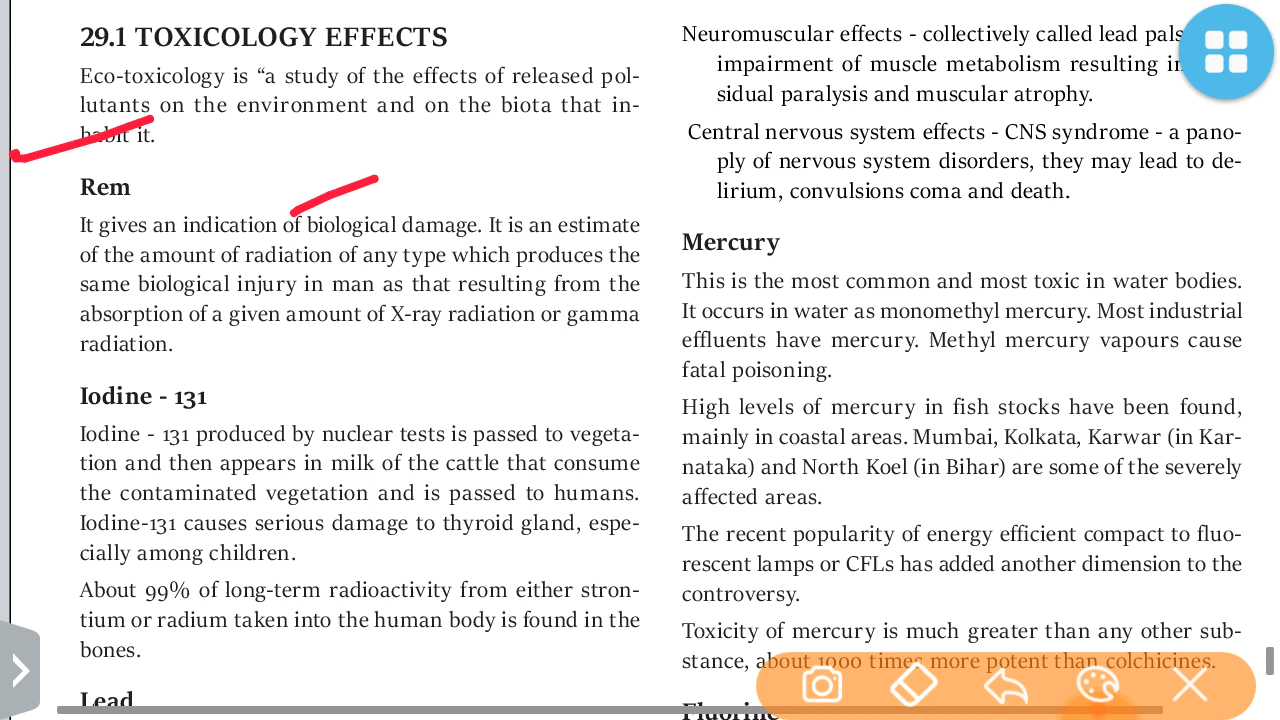 29.1 TOXICOLOGY EFFECTS
Eco-toxicology is “a study of the effects of released pol-
lutants on the environment and on the biota that in-
habit it.
Rem
It gives an indication of biological damage. It is an estimate
of the amount of radiation of any type which produces the
same biological injury in man as that resulting from the
absorption of a given amount of X-ray radiation or gamma
radiation.
Iodine - 131
Iodine - 131 produced by nuclear tests is passed to vegeta-
tion and then appears in milk of the cattle that consume
the contaminated vegetation and is passed to humans.
Iodine-131 causes serious damage to thyroid gland, espe-
cially among children.
About 99% of long-term radioactivity from either stron-
tium or radium taken into the human body is found in the
bones.
Lead
Neuromuscular effects - collectively called lead
impairment of muscle metabolism resulting
sidual paralysis and muscular atrophy.
Central nervous system effects - CNS syndrome - a pano-
ply of nervous system disorders, they may lead to de-
lirium, convulsions coma and death.
Mercury
This is the most common and most toxic in water bodies.
It occurs in water as monomethyl mercury. Most industrial
effluents have mercury. Methyl mercury vapours cause
fatal poisoning.
High levels of mercury in fish stocks have been found,
mainly in coastal areas. Mumbai, Kolkata, Karwar (in Kar-
nataka) and North Koel (in Bihar) are some of the severely
affected areas.
The recent popularity of energy efficient compact to fluo-
rescent lamps or CFLs has added another dimension to the
controversy.
Toxicity of mercury is much greater than any other sub-
stance, about 1000 times more potent than colchicines.
Fluorine